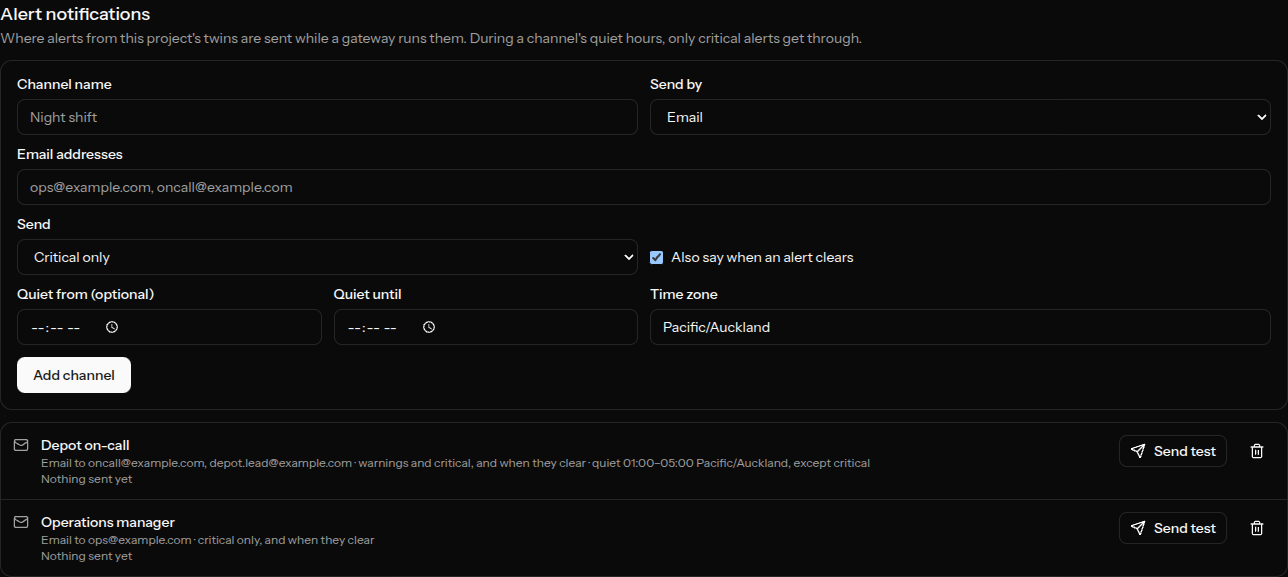 Alert notifications
Where alerts from this project's twins are sent while a gateway runs them. During a channel's quiet hours, only critical alerts get through.
Channel name
Send by
Night shift
Email
Email addresses
ops@example.com, oncall@example.com
Send
Critical only
Also say when an alert clears
Quiet from (optional)
Quiet until
Time zone
--:-- --
--:-- --
Pacific/Auckland
Add channel
Depot on-call
Email to oncall@example.com, depot.lead@example.com · warnings and critical, and when they clear · quiet 01:00–05:00 Pacific/Auckland, except critical
Nothing sent yet
Send test
Operations manager
Email to ops@example.com · critical only, and when they clear
Nothing sent yet
Send test